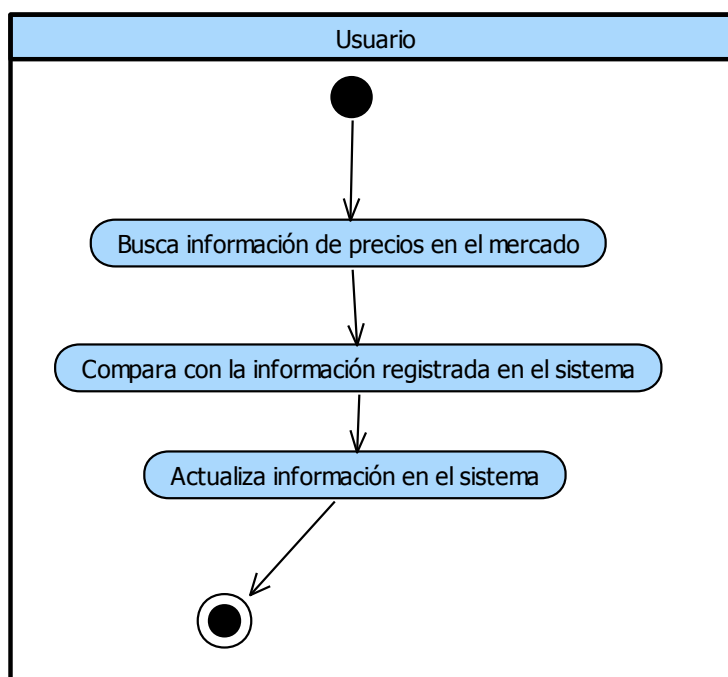 Usuario
Busca información de precios en el mercado
Compara con la información registrada en el sistema
Actualiza información en el sistema